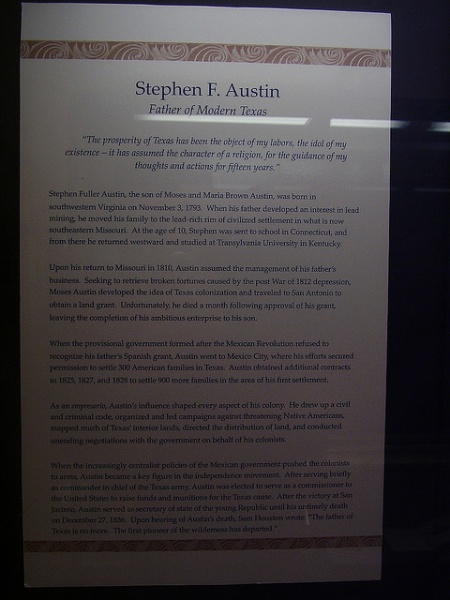 Stephen F. Austin
Father of Modern Texas
"The prosperity of Texas has been the object of my labors, the idol of my
existence – it has assumed the character of a religion, for the guidance of my
thoughts and actions for fifteen years."
Stephen Fuller Austin, the son of Moses and Maria Brown Austin, was born in
southwestern Virginia on November 3, 1793. When his father developed an interest in lead
mining, he moved his family to the lead-rich rim of civilized settlement in what is now
southeastern Missouri. At the age of 10, Stephen was sent to school in Connecticut, and
from there he returned westward and studied at Transylvania University in Kentucky.
Upon his return to Missouri in 1810, Austin assumed the management of his father's
business. Seeking to retrieve broken fortunes caused by the post War of 1812 depression,
Moses Austin developed the idea of Texas colonization and traveled to San Antonio to
obtain a land grant. Unfortunately, he died a month following approval of his grant,
leaving the completion of his ambitious enterprise to his son.
When the provisional government formed after the Mexican Revolution refused to
recognize his father's Spanish grant, Austin went to Mexico City, where his efforts secured
permission to settle 300 American families in Texas. Austin obtained additional contracts
in 1825, 1827, and 1828 to settle 900 more families in the area of his first settlement.
As an empresario, Austin's influence shaped every aspect of his colony. He drew up a civil
and criminal code, organized and led campaigns against threatening Native Americans,
mapped much of Texas' interior lands, directed the distribution of land, and conducted
unending negotiations with the government on behalf of his colonists.
When the increasingly centralist policies of the Mexican government pushed the colonists
to arms, Austin became a key figure in the independence movement. After serving briefly
as commander in chief of the Texas army, Austin was elected to serve as a commissioner to
the United States to raise funds and munitions for the Texas cause. After the victory at San
Jacinto, Austin served as secretary of state of the young Republic until his untimely death
on December 27, 1836. Upon hearing of Austin's death, Sam Houston wrote "The father of
Texas is no more. The first pioneer of the wilderness has departed."